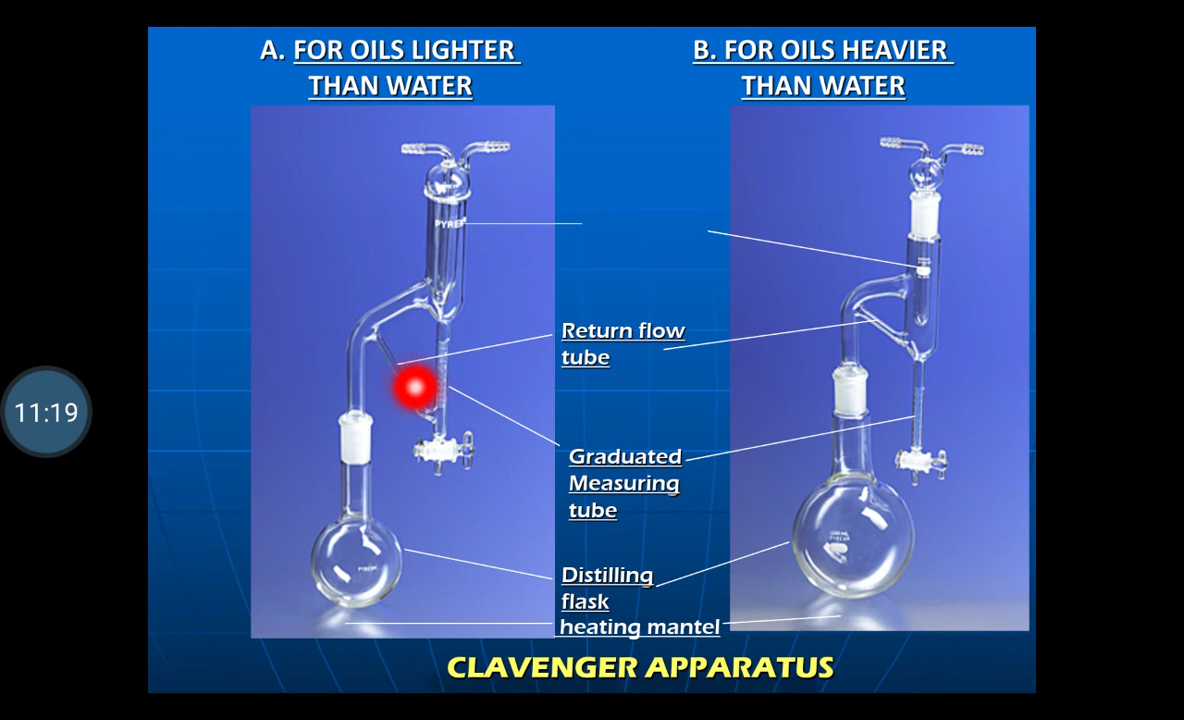 A. FOR OILS LIGHTER
THAN WATER
B. FOR OILS HEAVIER
THAN WATER
PYREX
Return flow
tube
11:19
Graduated
Measuring
tube
Distilling
flask
heating mantel
CLAVENGER APPARATUS